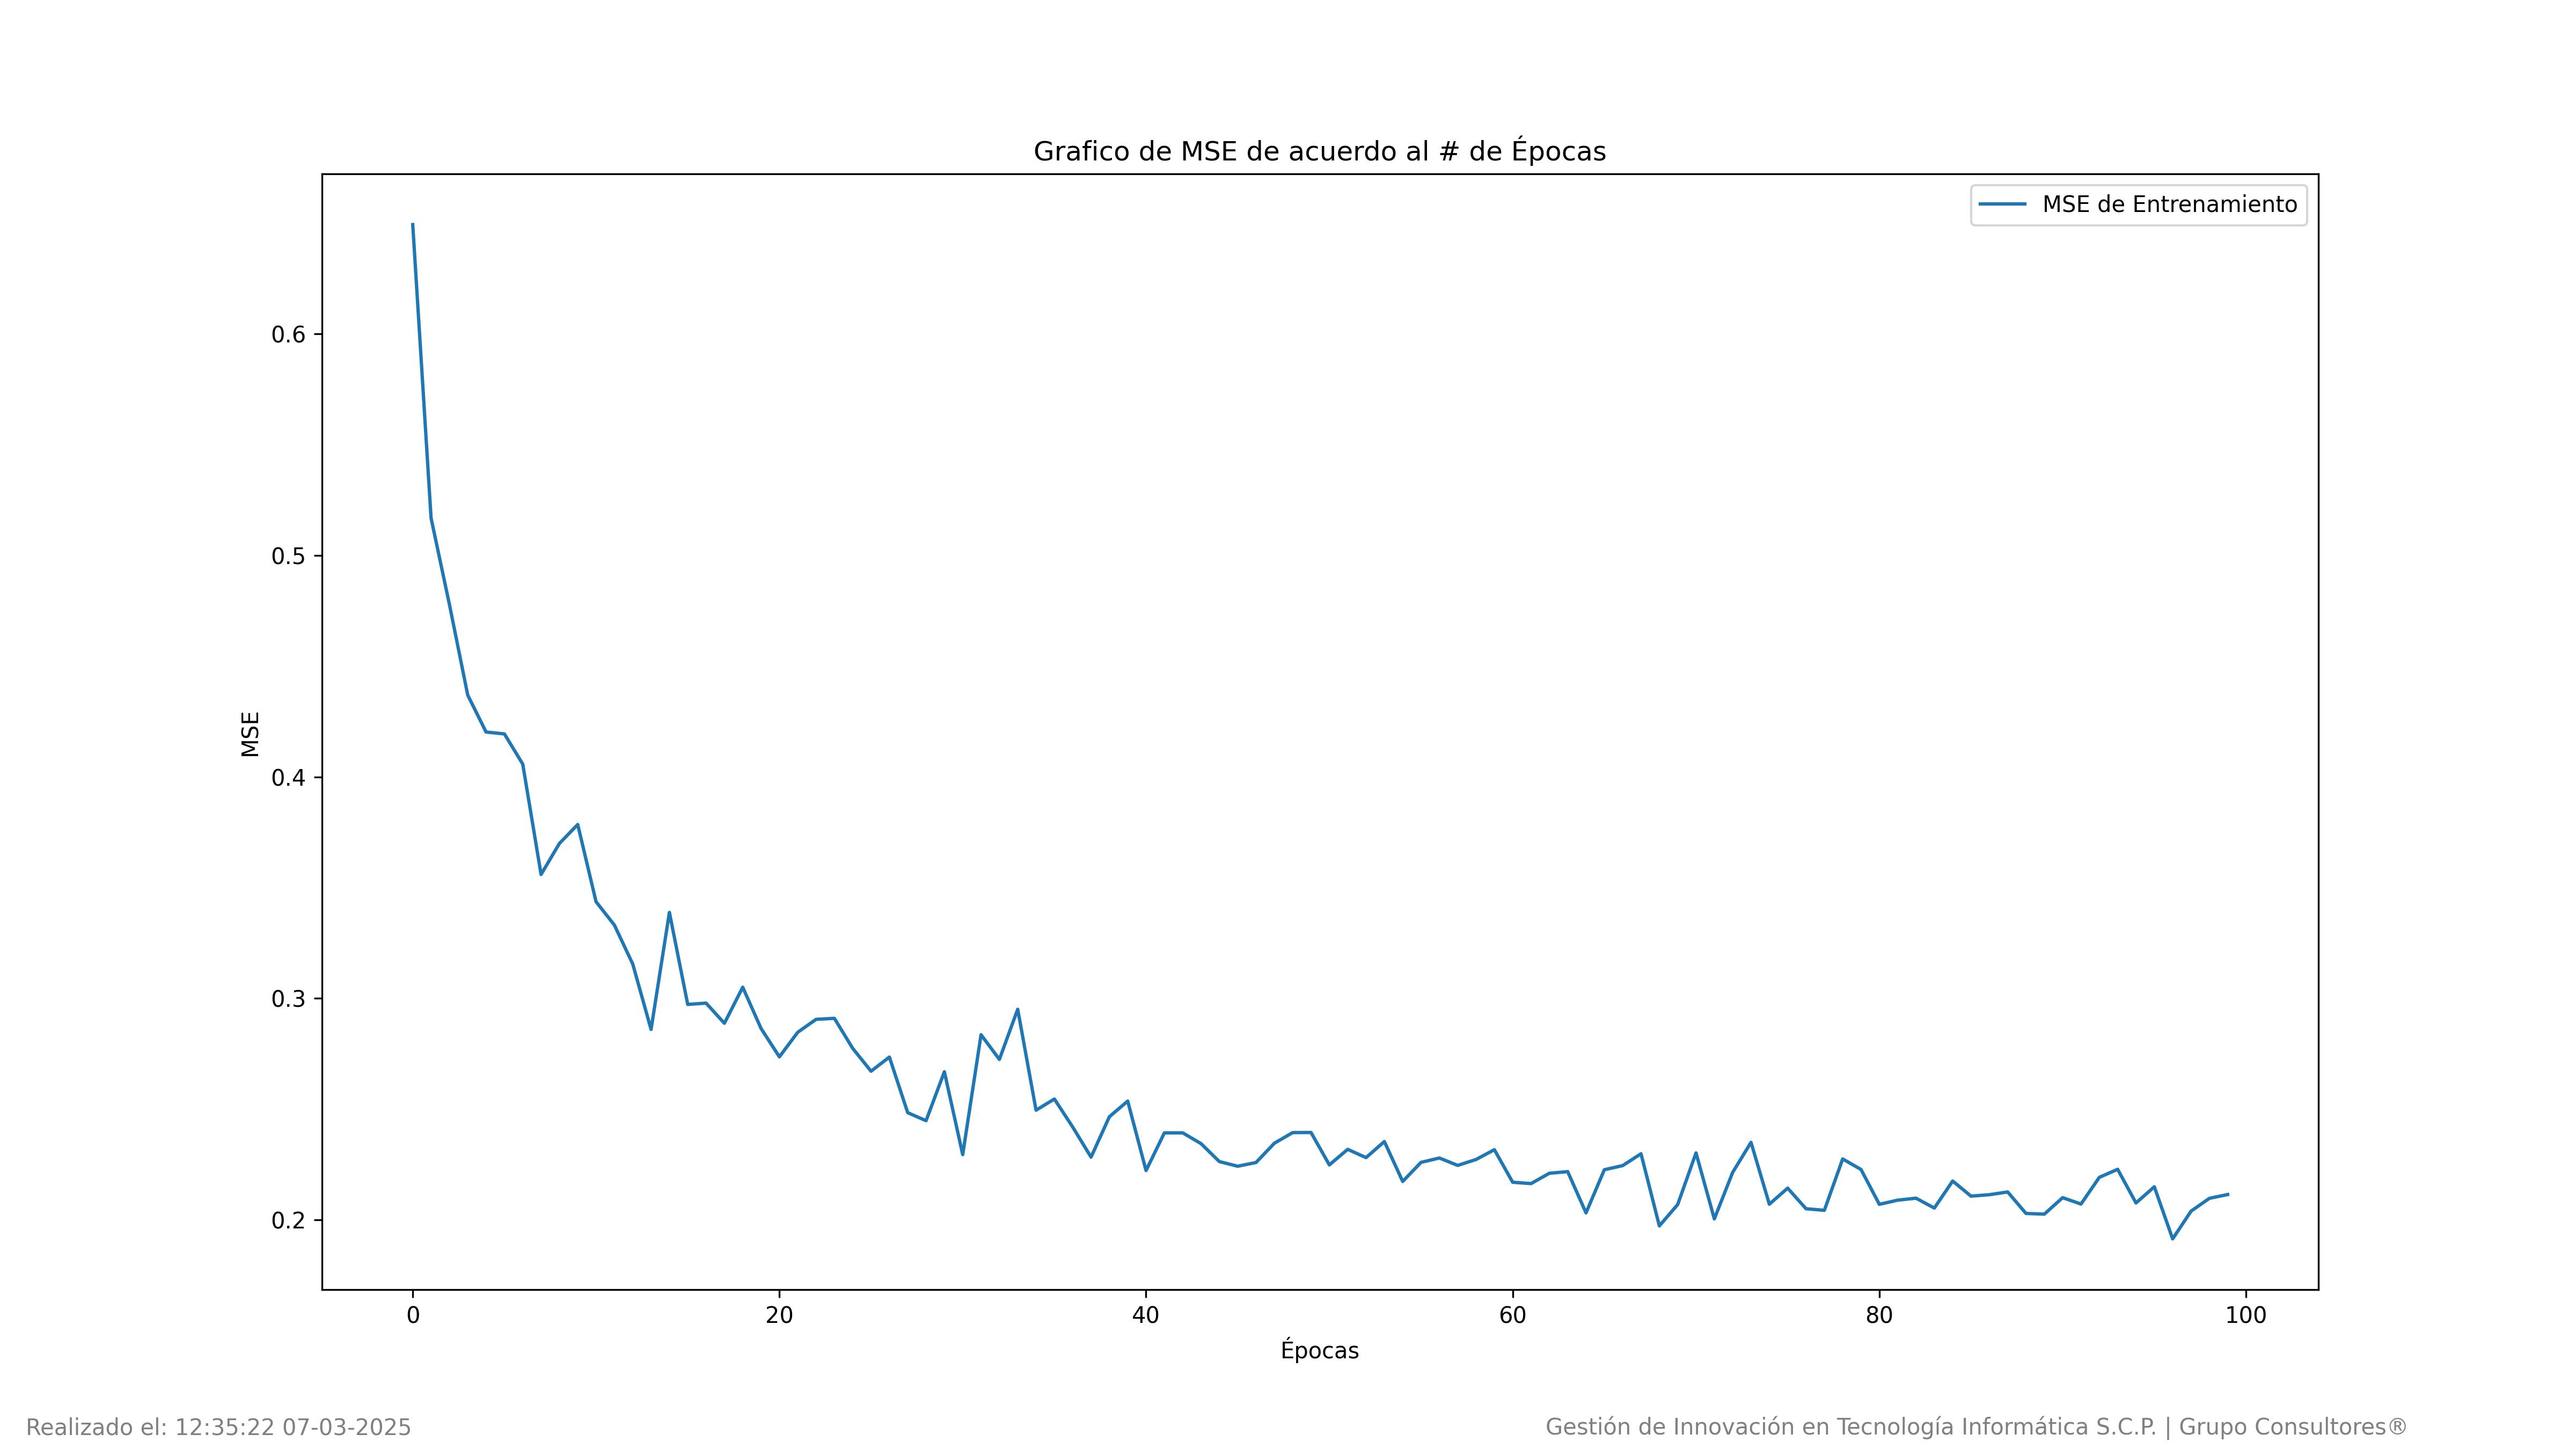 Grafico de MSE de acuerdo al # de Épocas
MSE de Entrenamiento
0.6
0.5
0.4
0.3
0.2
MSE
0 20 40 60 80 100
Épocas
Realizado el: 12:35:22 07-03-2025
Gestión de Innovación en Tecnología Informática S.C.P. | Grupo Consultores®